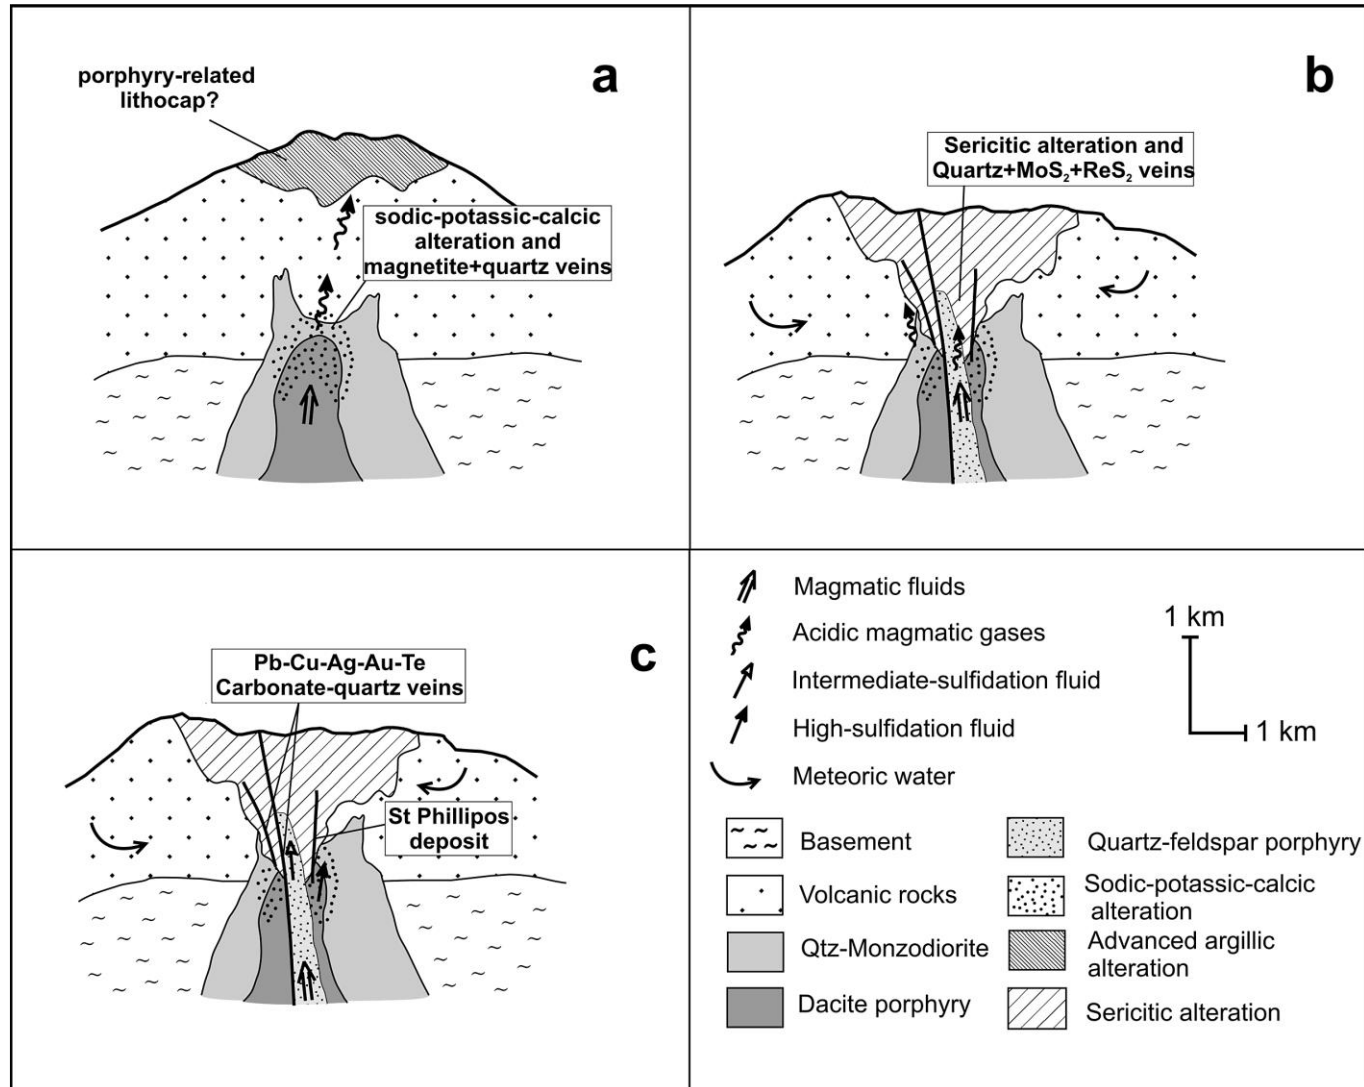 a
porphyry-related
lithocap?
sodic-potassic-calcic
alteration and
magnetite+quartz veins
b
Sericitic alteration and
Quartz+MoS₂+ReS₂ veins
c
Pb-Cu-Ag-Au-Te
Carbonate-quartz veins
St Phillipos
deposit
Magmatic fluids
Acidic magmatic gases
Intermediate-sulfidation fluid
High-sulfidation fluid
Meteoric water
1 km
1 km
Basement
Volcanic rocks
Qtz-Monzodiorite
Dacite porphyry
Quartz-feldspar porphyry
Sodic-potassic-calcic
alteration
Advanced argillic
alteration
Sericitic alteration